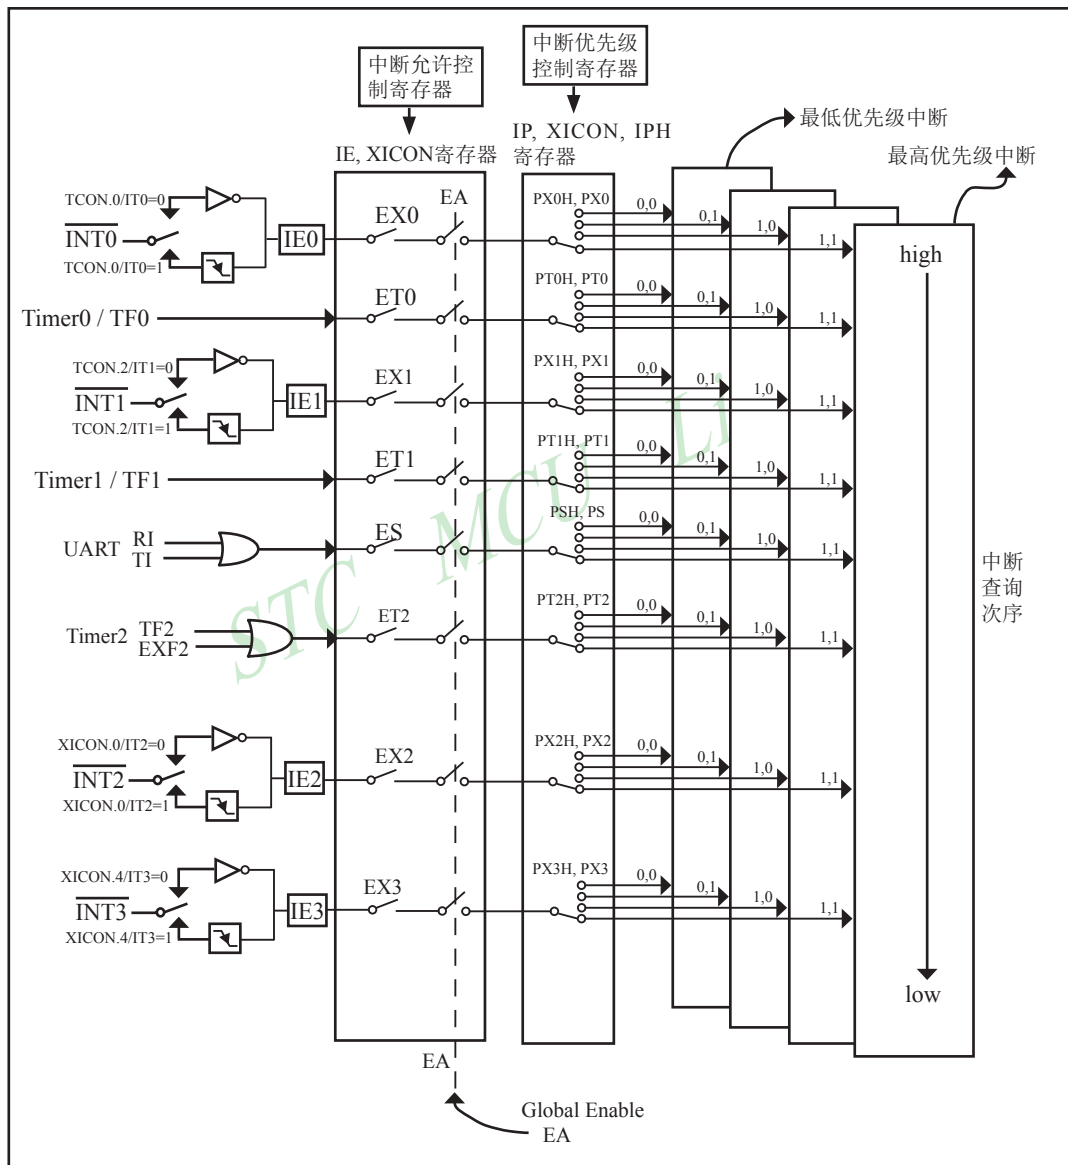 中断允许控
制寄存器
中断优先级
控制寄存器
IE, XICON寄存器
IP, XICON, IPH
寄存器
最低优先级中断
最高优先级中断
TCON.0/IT0=0
INT0
TCON.0/IT0=1
IE0
EX0
EA
PX0H, PX0
0,0
0,1
1,0
1,1
high
Timer0 / TF0
ET0
PT0H, PT0
0,0
0,1
1,0
1,1
TCON.2/IT1=0
INT1
TCON.2/IT1=1
IE1
EX1
PX1H, PX1
0,0
0,1
1,0
1,1
Timer1 / TF1
ET1
PT1H, PT1
0,0
0,1
1,0
1,1
UART
RI
TI
ES
PSH, PS
0,0
0,1
1,0
1,1
中断
查询
次序
Timer2
TF2
EXF2
ET2
PT2H, PT2
0,0
0,1
1,0
1,1
XICON.0/IT2=0
INT2
XICON.0/IT2=1
IE2
EX2
PX2H, PX2
0,0
0,1
1,0
1,1
XICON.4/IT3=0
INT3
XICON.4/IT3=1
IE3
EX3
PX3H, PX3
0,0
0,1
1,0
1,1
low
EA
Global Enable
EA
STC MCU Li